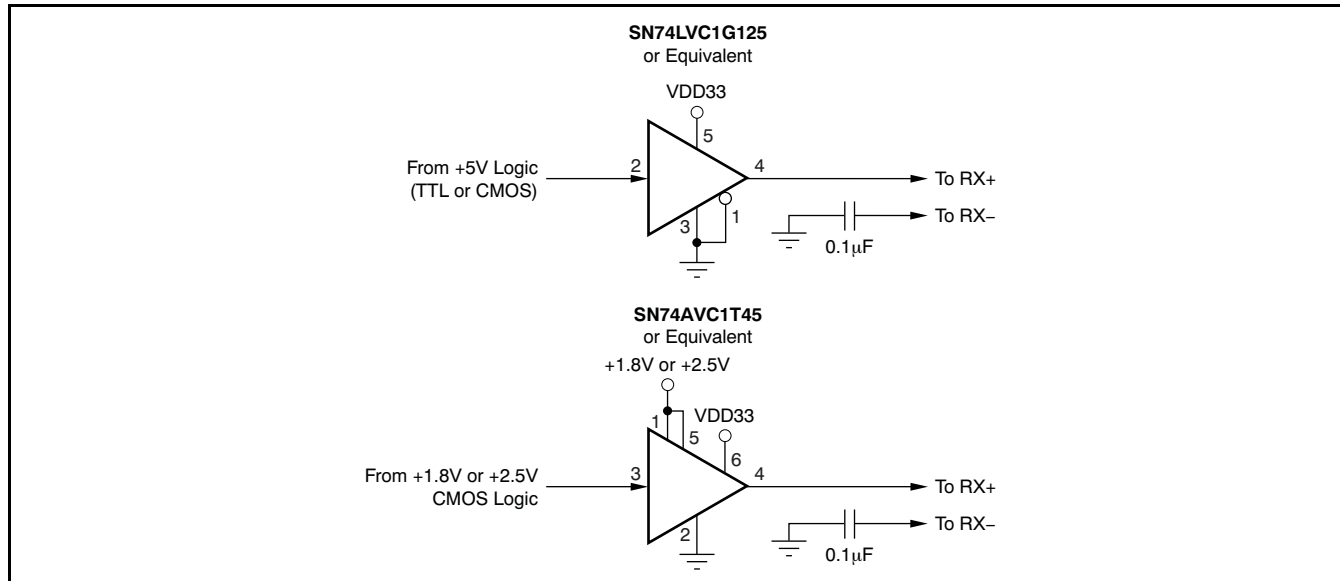 SN74LVC1G125
or Equivalent
VDD33
5
From +5V Logic
(TTL or CMOS)
2
4
To RX+
1
3
To RX−
0.1μF
SN74AVC1T45
or Equivalent
+1.8V or +2.5V
1
5
VDD33
6
From +1.8V or +2.5V
CMOS Logic
3
4
To RX+
2
To RX−
0.1μF